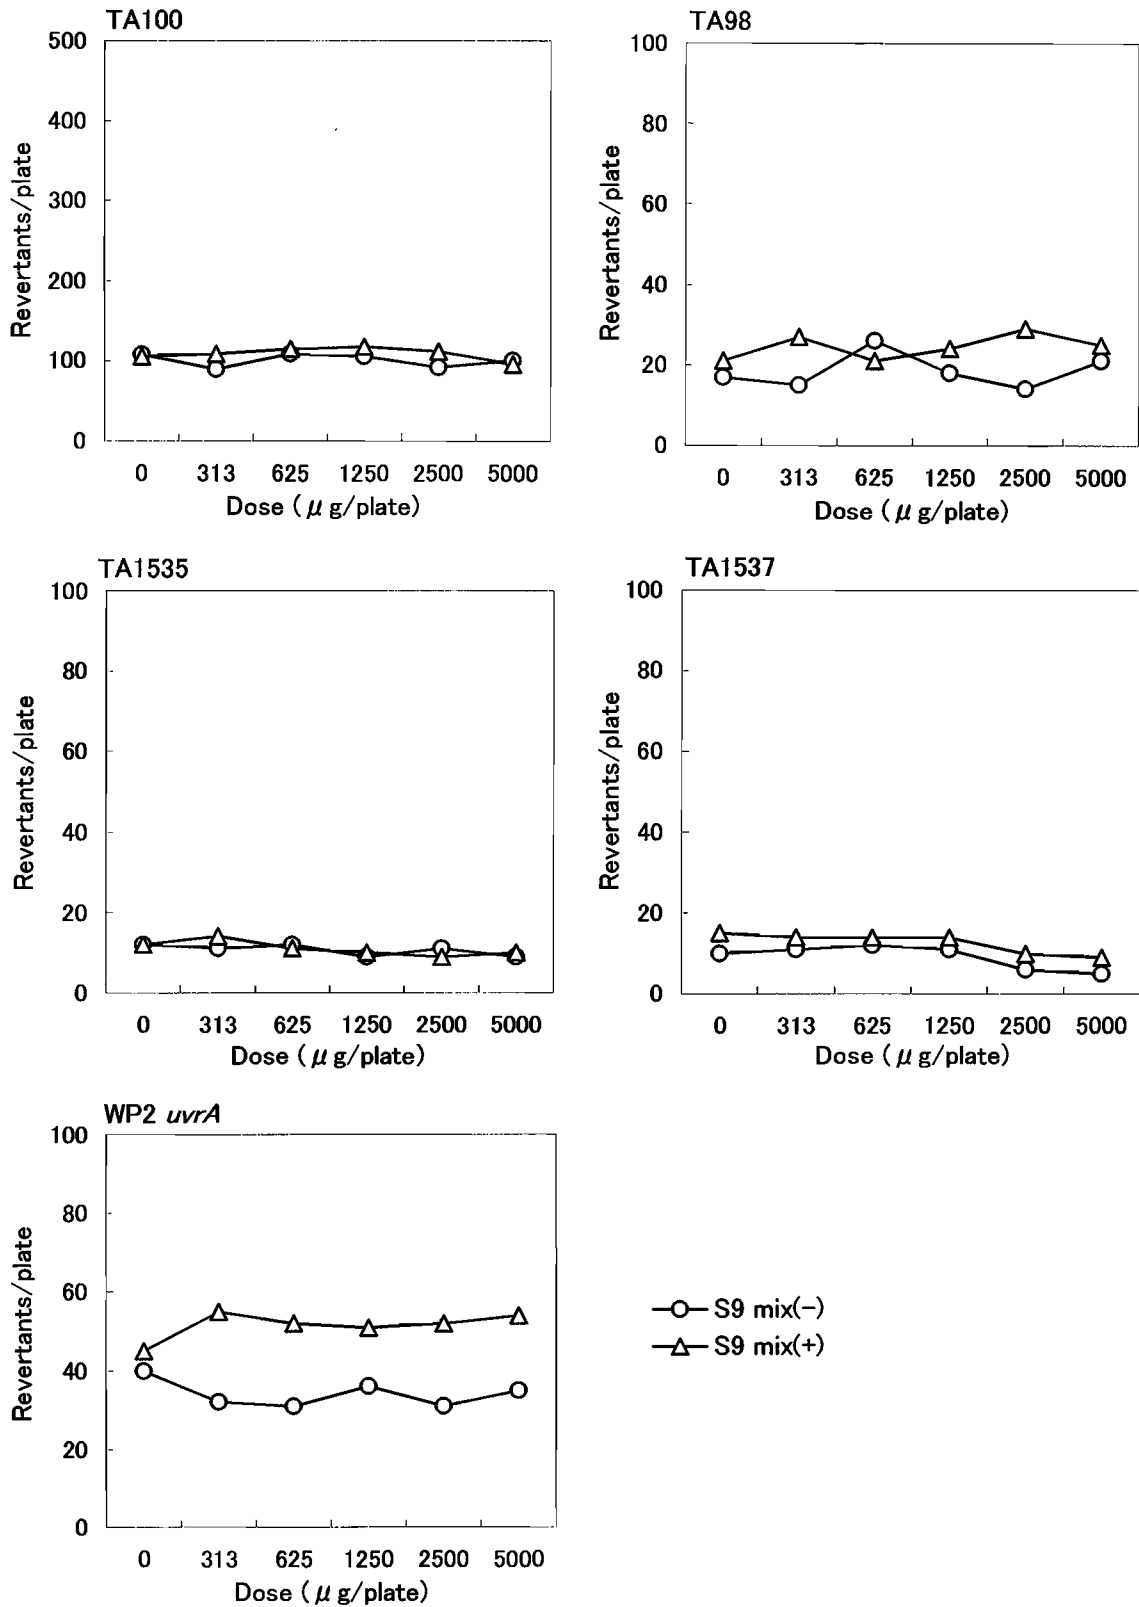 TA100
500
400
300
200
100
0
Revertants/plate
0 313 625 1250 2500 5000
Dose ( μ g/plate)
TA98
100
80
60
40
20
0
Revertants/plate
0 313 625 1250 2500 5000
Dose ( μ g/plate)
TA1535
100
80
60
40
20
0
Revertants/plate
0 313 625 1250 2500 5000
Dose ( μ g/plate)
TA1537
100
80
60
40
20
0
Revertants/plate
0 313 625 1250 2500 5000
Dose ( μ g/plate)
WP2 uvrA
100
80
60
40
20
0
Revertants/plate
0 313 625 1250 2500 5000
Dose ( μ g/plate)
S9 mix(-)
S9 mix(+)